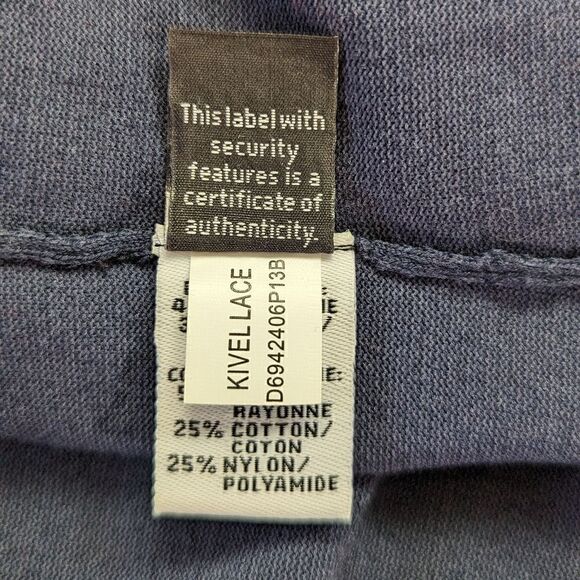 This label with
security
features is a
certificate of
authenticity.
KIVEL LACE
D6942406P13B
RAYONNE
25% COTTON/
COTON
25% NYLON/
POLYAMIDE